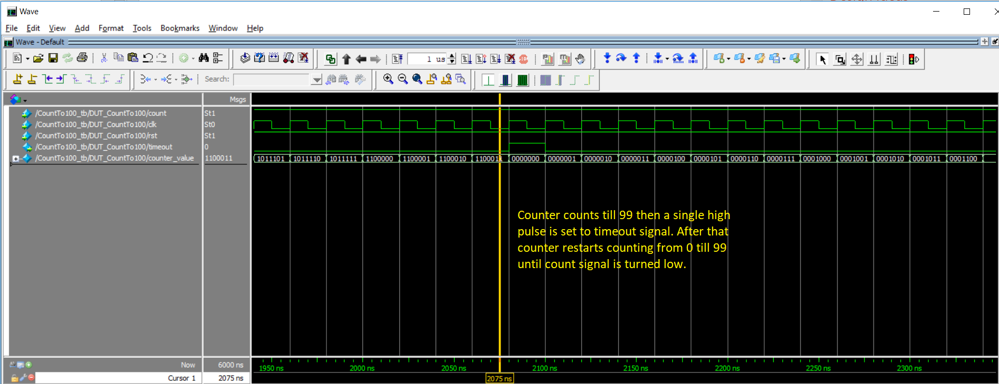 Wave
File Edit View Add Format Tools Bookmarks Window Help
Wave - Default
1 us
Search:
Msgs
/CountTo100_tb/DUT_CountTo100/count St1
/CountTo100_tb/DUT_CountTo100/clk St0
/CountTo100_tb/DUT_CountTo100/rst St1
/CountTo100_tb/DUT_CountTo100/timeout 0
/CountTo100_tb/DUT_CountTo100/counter_value 1100011 1011101 1011110 1011111 1100000 1100001 1100010 1100011 0000000 0000001 0000010 0000011 0000100 0000101 0000110 0000111 0001000 0001001 0001010 0001011 0001100
Counter counts till 99 then a single high
pulse is set to timeout signal. After that
counter restarts counting from 0 till 99
until count signal is turned low.
Now 6000 ns 1950 ns 2000 ns 2050 ns 2100 ns 2150 ns 2200 ns 2250 ns 2300 ns
Cursor 1 2075 ns 2075 ns